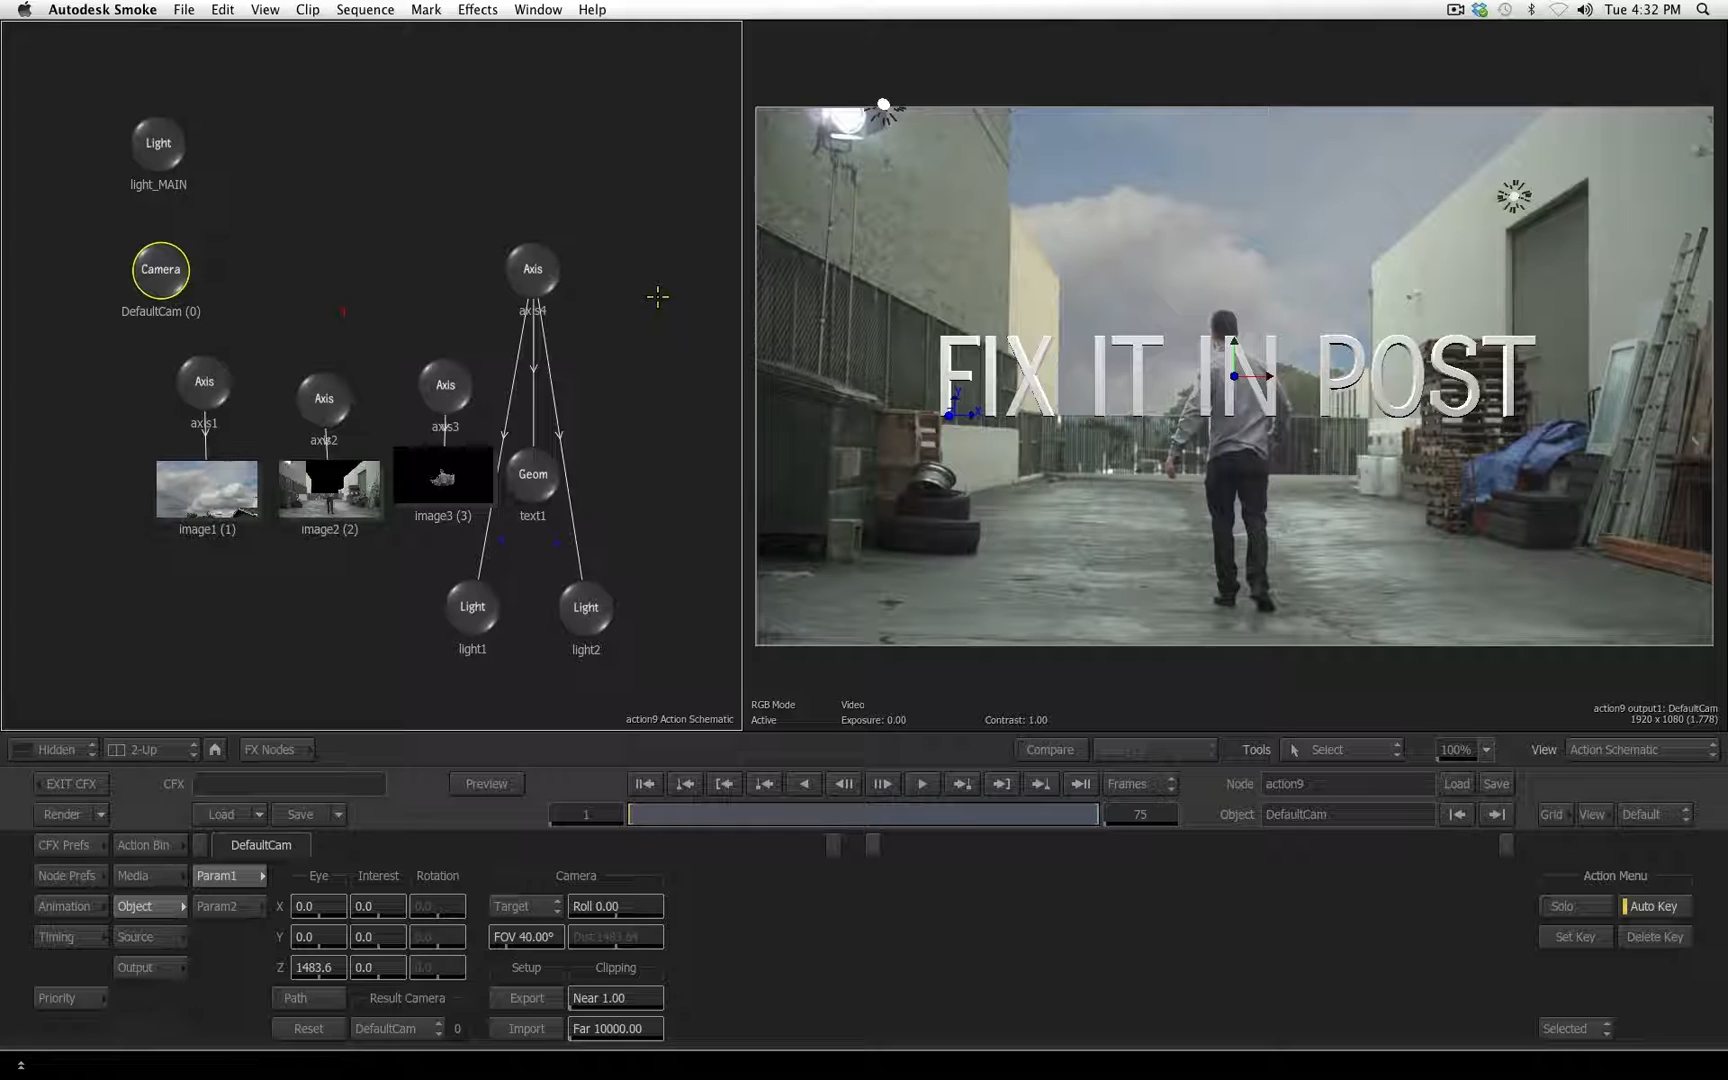 Autodesk Smoke File Edit View Clip Sequence Mark Effects Window Help Tue 4:32 PM
Light
light_MAIN
Camera
DefaultCam (0)
Axis
axis4
Axis
axis1
Axis
axis2
Axis
axis3
image1 (1)
image2 (2)
image3 (3)
Geom
text1
Light
light1
Light
light2
action9 Action Schematic
FIX IT IN POST
Y
X
RGB Mode Video
Active Exposure: 0.00 Contrast: 1.00
action9 output1: DefaultCam
1920 x 1080 (1.778)
Hidden 2-Up FX Nodes Compare Tools Select 100% View Action Schematic
EXIT CFX CFX Preview Frames Node action9 Load Save
Render Load Save 1 75 Object DefaultCam Grid View Default
CFX Prefs Action Bin DefaultCam
Node Prefs Media Param1 Eye Interest Rotation Camera Action Menu
Animation Object Param2 X 0.0 0.0 0.0 Target Roll 0.00 Solo Auto Key
Timing Source Y 0.0 0.0 0.0 FOV 40.00° Dist 1483.64 Set Key Delete Key
Output Z 1483.6 0.0 Setup Clipping
Priority Path Result Camera Export Near 1.00
Reset DefaultCam 0 Import Far 10000.00 Selected